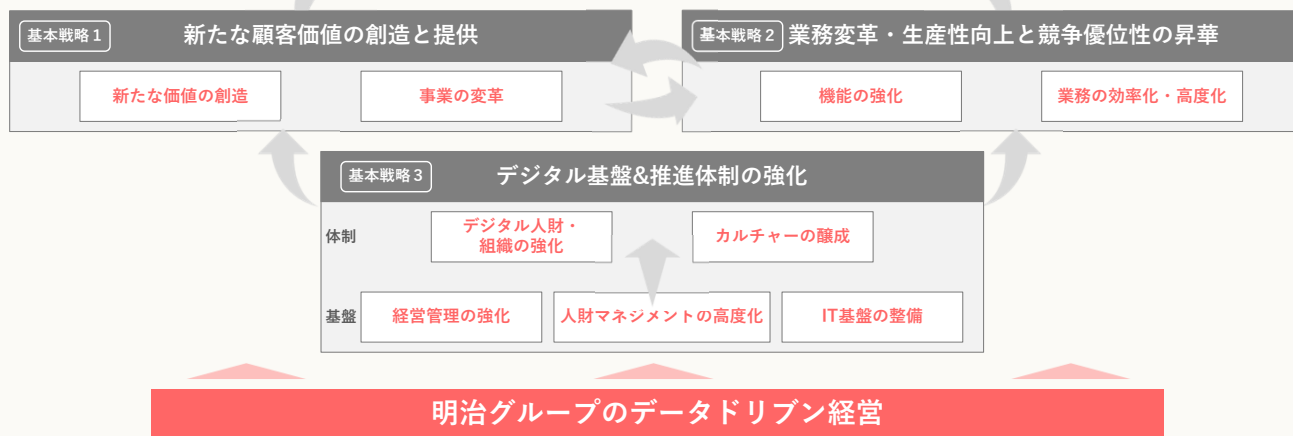 基本戦略1
新たな顧客価値の創造と提供
新たな価値の創造
事業の変革
基本戦略2
業務変革・生産性向上と競争優位性の昇華
機能の強化
業務の効率化・高度化
基本戦略3
デジタル基盤&推進体制の強化
体制
デジタル人財・
組織の強化
カルチャーの醸成
基盤
経営管理の強化
人財マネジメントの高度化
IT基盤の整備
明治グループのデータドリブン経営